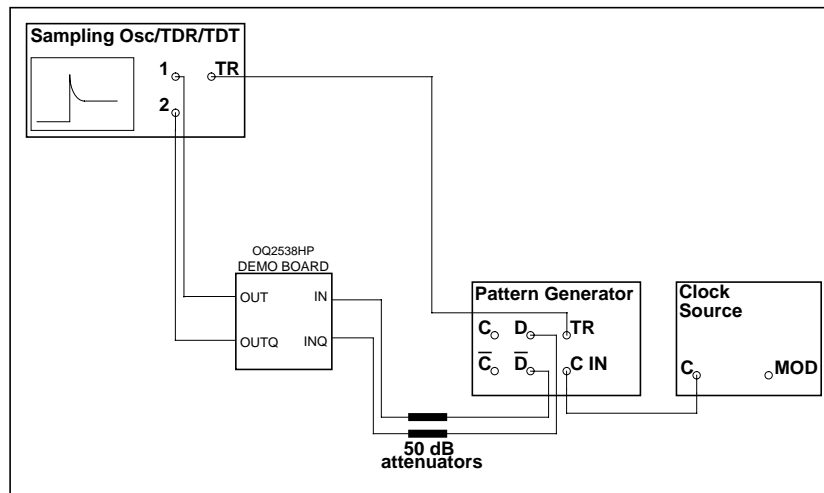 Sampling Osc/TDR/TDT
1 TR
2
OQ2538HP
DEMO BOARD
OUT IN
OUTQ INQ
Pattern Generator
C D TR
C̅ D̅ C IN
Clock
Source
C MOD
50 dB
attenuators